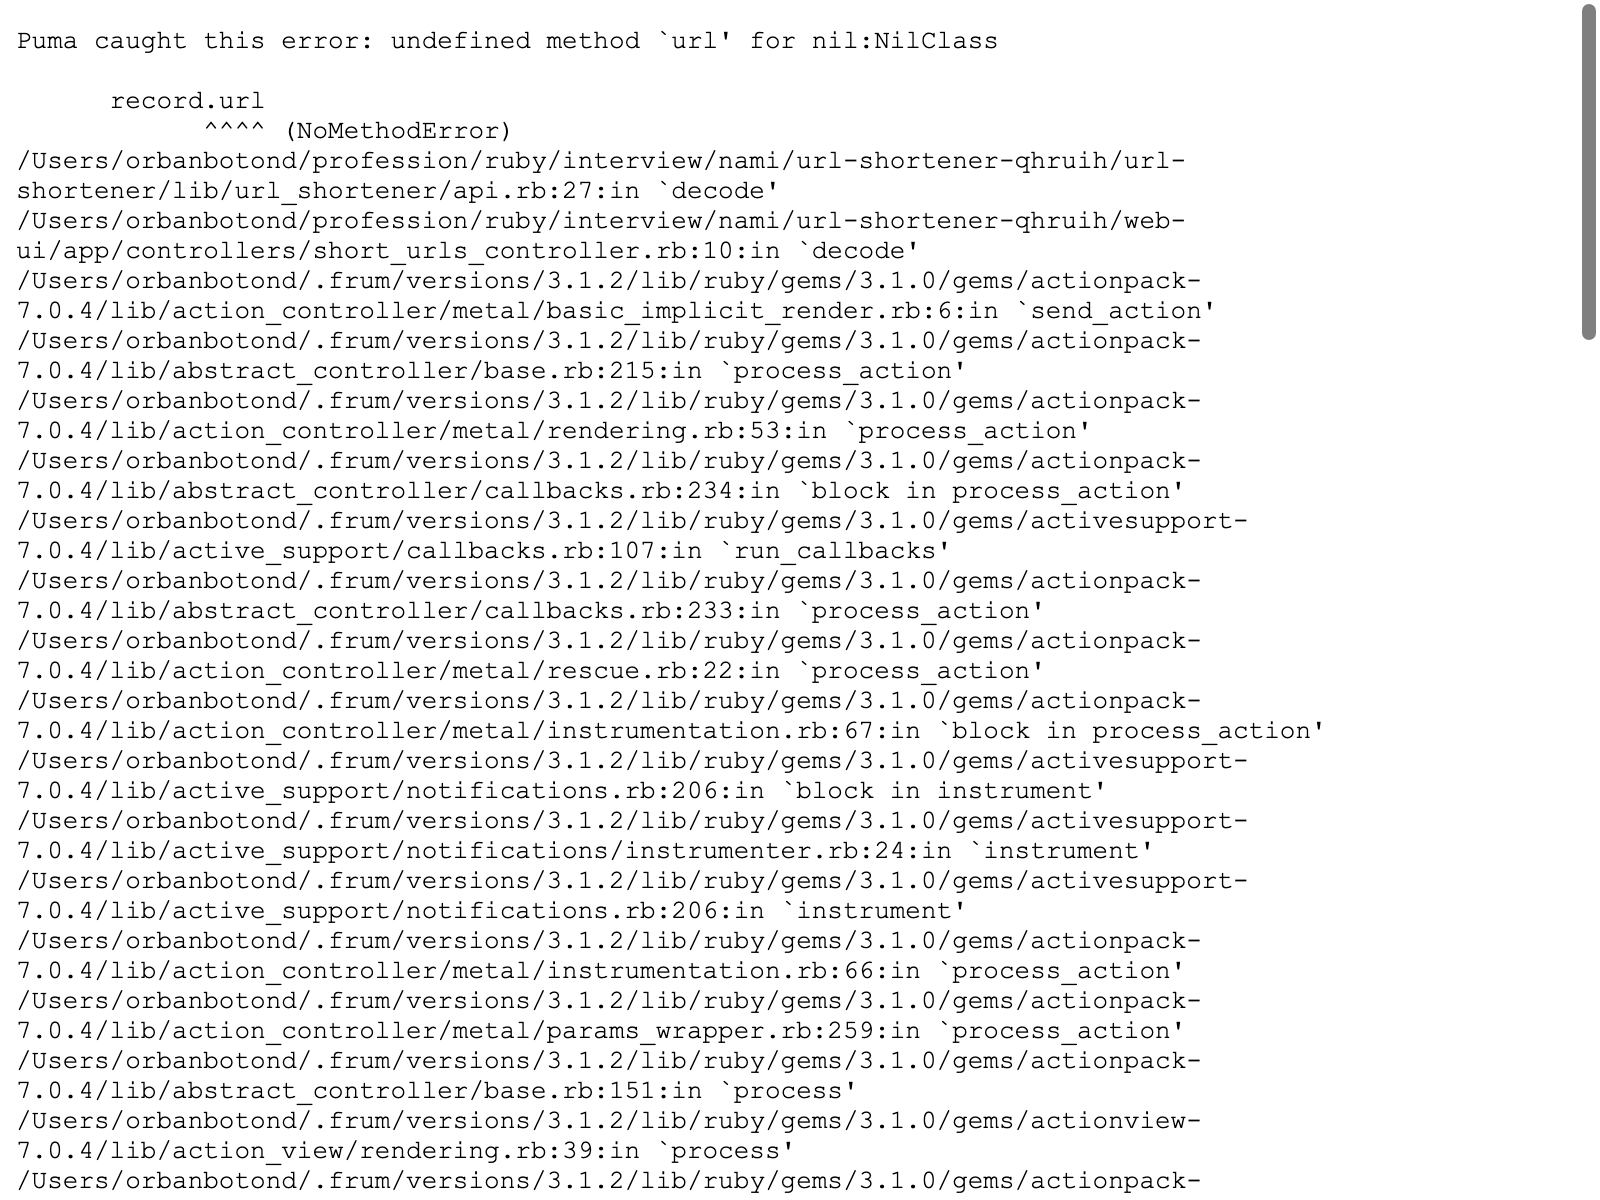 Puma caught this error: undefined method `url' for nil:NilClass
record.url
^^^^ (NoMethodError)
/Users/orbanbotond/profession/ruby/interview/nami/url-shortener-qhruih/url-
shortener/lib/url_shortener/api.rb:27:in `decode'
/Users/orbanbotond/profession/ruby/interview/nami/url-shortener-qhruih/web-
ui/app/controllers/short_urls_controller.rb:10:in `decode'
/Users/orbanbotond/.frum/versions/3.1.2/lib/ruby/gems/3.1.0/gems/actionpack-
7.0.4/lib/action_controller/metal/basic_implicit_render.rb:6:in `send_action'
/Users/orbanbotond/.frum/versions/3.1.2/lib/ruby/gems/3.1.0/gems/actionpack-
7.0.4/lib/abstract_controller/base.rb:215:in `process_action'
/Users/orbanbotond/.frum/versions/3.1.2/lib/ruby/gems/3.1.0/gems/actionpack-
7.0.4/lib/action_controller/metal/rendering.rb:53:in `process_action'
/Users/orbanbotond/.frum/versions/3.1.2/lib/ruby/gems/3.1.0/gems/actionpack-
7.0.4/lib/abstract_controller/callbacks.rb:234:in `block in process_action'
/Users/orbanbotond/.frum/versions/3.1.2/lib/ruby/gems/3.1.0/gems/activesupport-
7.0.4/lib/active_support/callbacks.rb:107:in `run_callbacks'
/Users/orbanbotond/.frum/versions/3.1.2/lib/ruby/gems/3.1.0/gems/actionpack-
7.0.4/lib/abstract_controller/callbacks.rb:233:in `process_action'
/Users/orbanbotond/.frum/versions/3.1.2/lib/ruby/gems/3.1.0/gems/actionpack-
7.0.4/lib/action_controller/metal/rescue.rb:22:in `process_action'
/Users/orbanbotond/.frum/versions/3.1.2/lib/ruby/gems/3.1.0/gems/actionpack-
7.0.4/lib/action_controller/metal/instrumentation.rb:67:in `block in process_action'
/Users/orbanbotond/.frum/versions/3.1.2/lib/ruby/gems/3.1.0/gems/activesupport-
7.0.4/lib/active_support/notifications.rb:206:in `block in instrument'
/Users/orbanbotond/.frum/versions/3.1.2/lib/ruby/gems/3.1.0/gems/activesupport-
7.0.4/lib/active_support/notifications/instrumenter.rb:24:in `instrument'
/Users/orbanbotond/.frum/versions/3.1.2/lib/ruby/gems/3.1.0/gems/activesupport-
7.0.4/lib/active_support/notifications.rb:206:in `instrument'
/Users/orbanbotond/.frum/versions/3.1.2/lib/ruby/gems/3.1.0/gems/actionpack-
7.0.4/lib/action_controller/metal/instrumentation.rb:66:in `process_action'
/Users/orbanbotond/.frum/versions/3.1.2/lib/ruby/gems/3.1.0/gems/actionpack-
7.0.4/lib/action_controller/metal/params_wrapper.rb:259:in `process_action'
/Users/orbanbotond/.frum/versions/3.1.2/lib/ruby/gems/3.1.0/gems/actionpack-
7.0.4/lib/abstract_controller/base.rb:151:in `process'
/Users/orbanbotond/.frum/versions/3.1.2/lib/ruby/gems/3.1.0/gems/actionview-
7.0.4/lib/action_view/rendering.rb:39:in `process'
/Users/orbanbotond/.frum/versions/3.1.2/lib/ruby/gems/3.1.0/gems/actionpack-